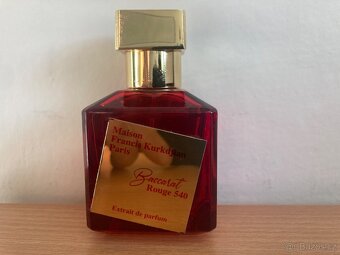 Maison
Francis Kurkdjian
Paris
Baccarat
Rouge 540
Extrait de parfum